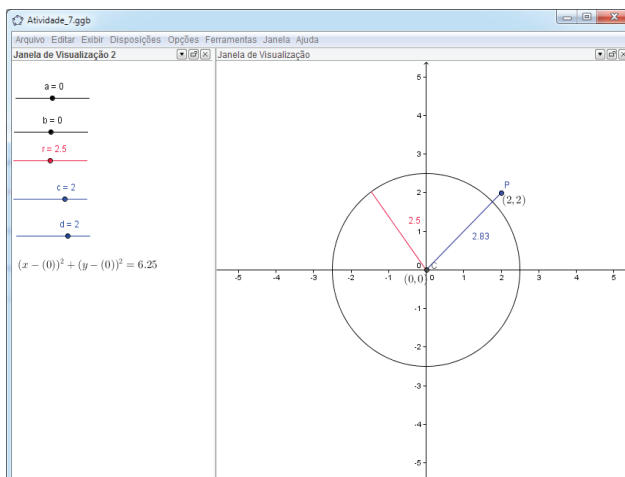 Atividade_7.ggb
Arquivo Editar Exibir Disposições Opções Ferramentas Janela Ajuda
Janela de Visualização 2
Janela de Visualização
a = 0
b = 0
r = 2.5
c = 2
d = 2
(x − (0))² + (y − (0))² = 6.25
5
4
3
2
1
0
-1
-2
-3
-4
-5
-5 -4 -3 -2 -1 0 1 2 3 4 5
P
(2, 2)
2.5
2.83
C
(0, 0)